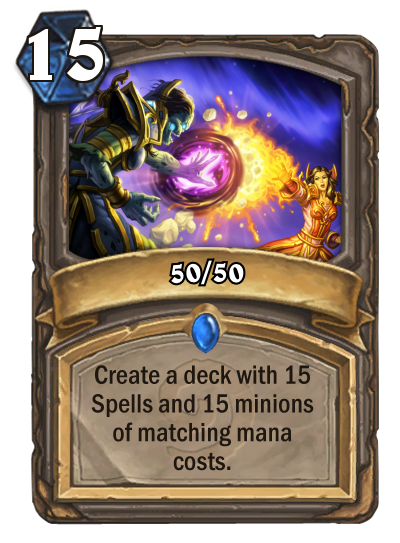 15
50/50
Create a deck with 15
Spells and 15 minions
of matching mana
costs.